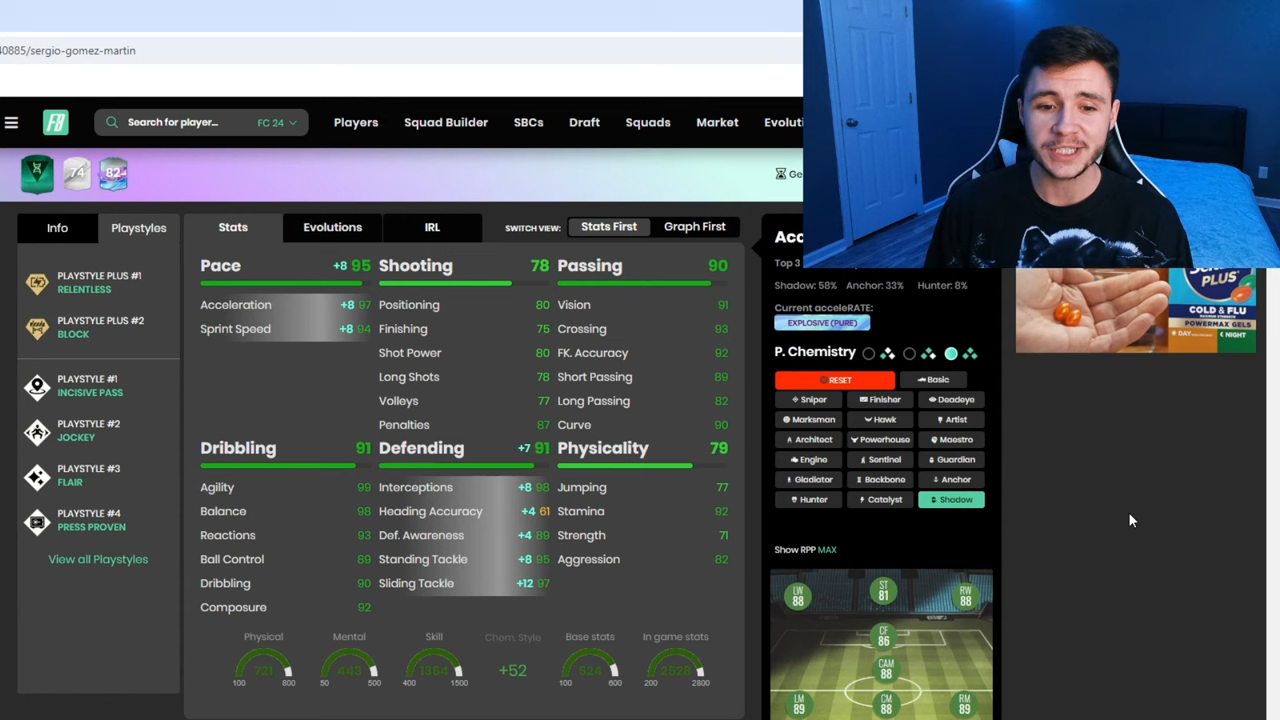 40885/sergio-gomez-martin
FB
Search for player...
FC 24
Players
Squad Builder
SBCs
Draft
Squads
Market
Evoluti
74
82
Ge
Info
Playstyles
Stats
Evolutions
IRL
SWITCH VIEW:
Stats First
Graph First
PLAYSTYLE PLUS #1
RELENTLESS
PLAYSTYLE PLUS #2
BLOCK
PLAYSTYLE #1
INCISIVE PASS
PLAYSTYLE #2
JOCKEY
PLAYSTYLE #3
FLAIR
PLAYSTYLE #4
PRESS PROVEN
View all Playstyles
Pace +8 95
Acceleration +8 97
Sprint Speed +8 94
Shooting 78
Positioning 80
Finishing 75
Shot Power 80
Long Shots 78
Volleys 77
Penalties 87
Passing 90
Vision 91
Crossing 93
FK. Accuracy 92
Short Passing 89
Long Passing 82
Curve 90
Dribbling 91
Agility 99
Balance 98
Reactions 93
Ball Control 89
Dribbling 90
Composure 92
Defending +7 91
Interceptions +8 98
Heading Accuracy +4 61
Def. Awareness +4 89
Standing Tackle +8 95
Sliding Tackle +12 97
Physicality 79
Jumping 77
Stamina 92
Strength 71
Aggression 82
Physical
721
100 800
Mental
443
50 500
Skill
1364
400 1500
Chem. Style
+52
Base stats
524
100 600
In game stats
2528
200 2800
Acc
Top 3
Shadow: 58% Anchor: 33% Hunter: 8%
Current acceleRATE:
EXPLOSIVE (PURE)
P. Chemistry
RESET
Basic
Sniper
Finisher
Deadeye
Marksman
Hawk
Artist
Architect
Powerhouse
Maestro
Engine
Sentinel
Guardian
Gladiator
Backbone
Anchor
Hunter
Catalyst
Shadow
Show RPP MAX
LW
88
ST
81
RW
88
CF
86
CAM
88
LM
89
CM
88
RM
89
PLUS
COLD & FLU
POWERMAX GELS
DAY
NIGHT